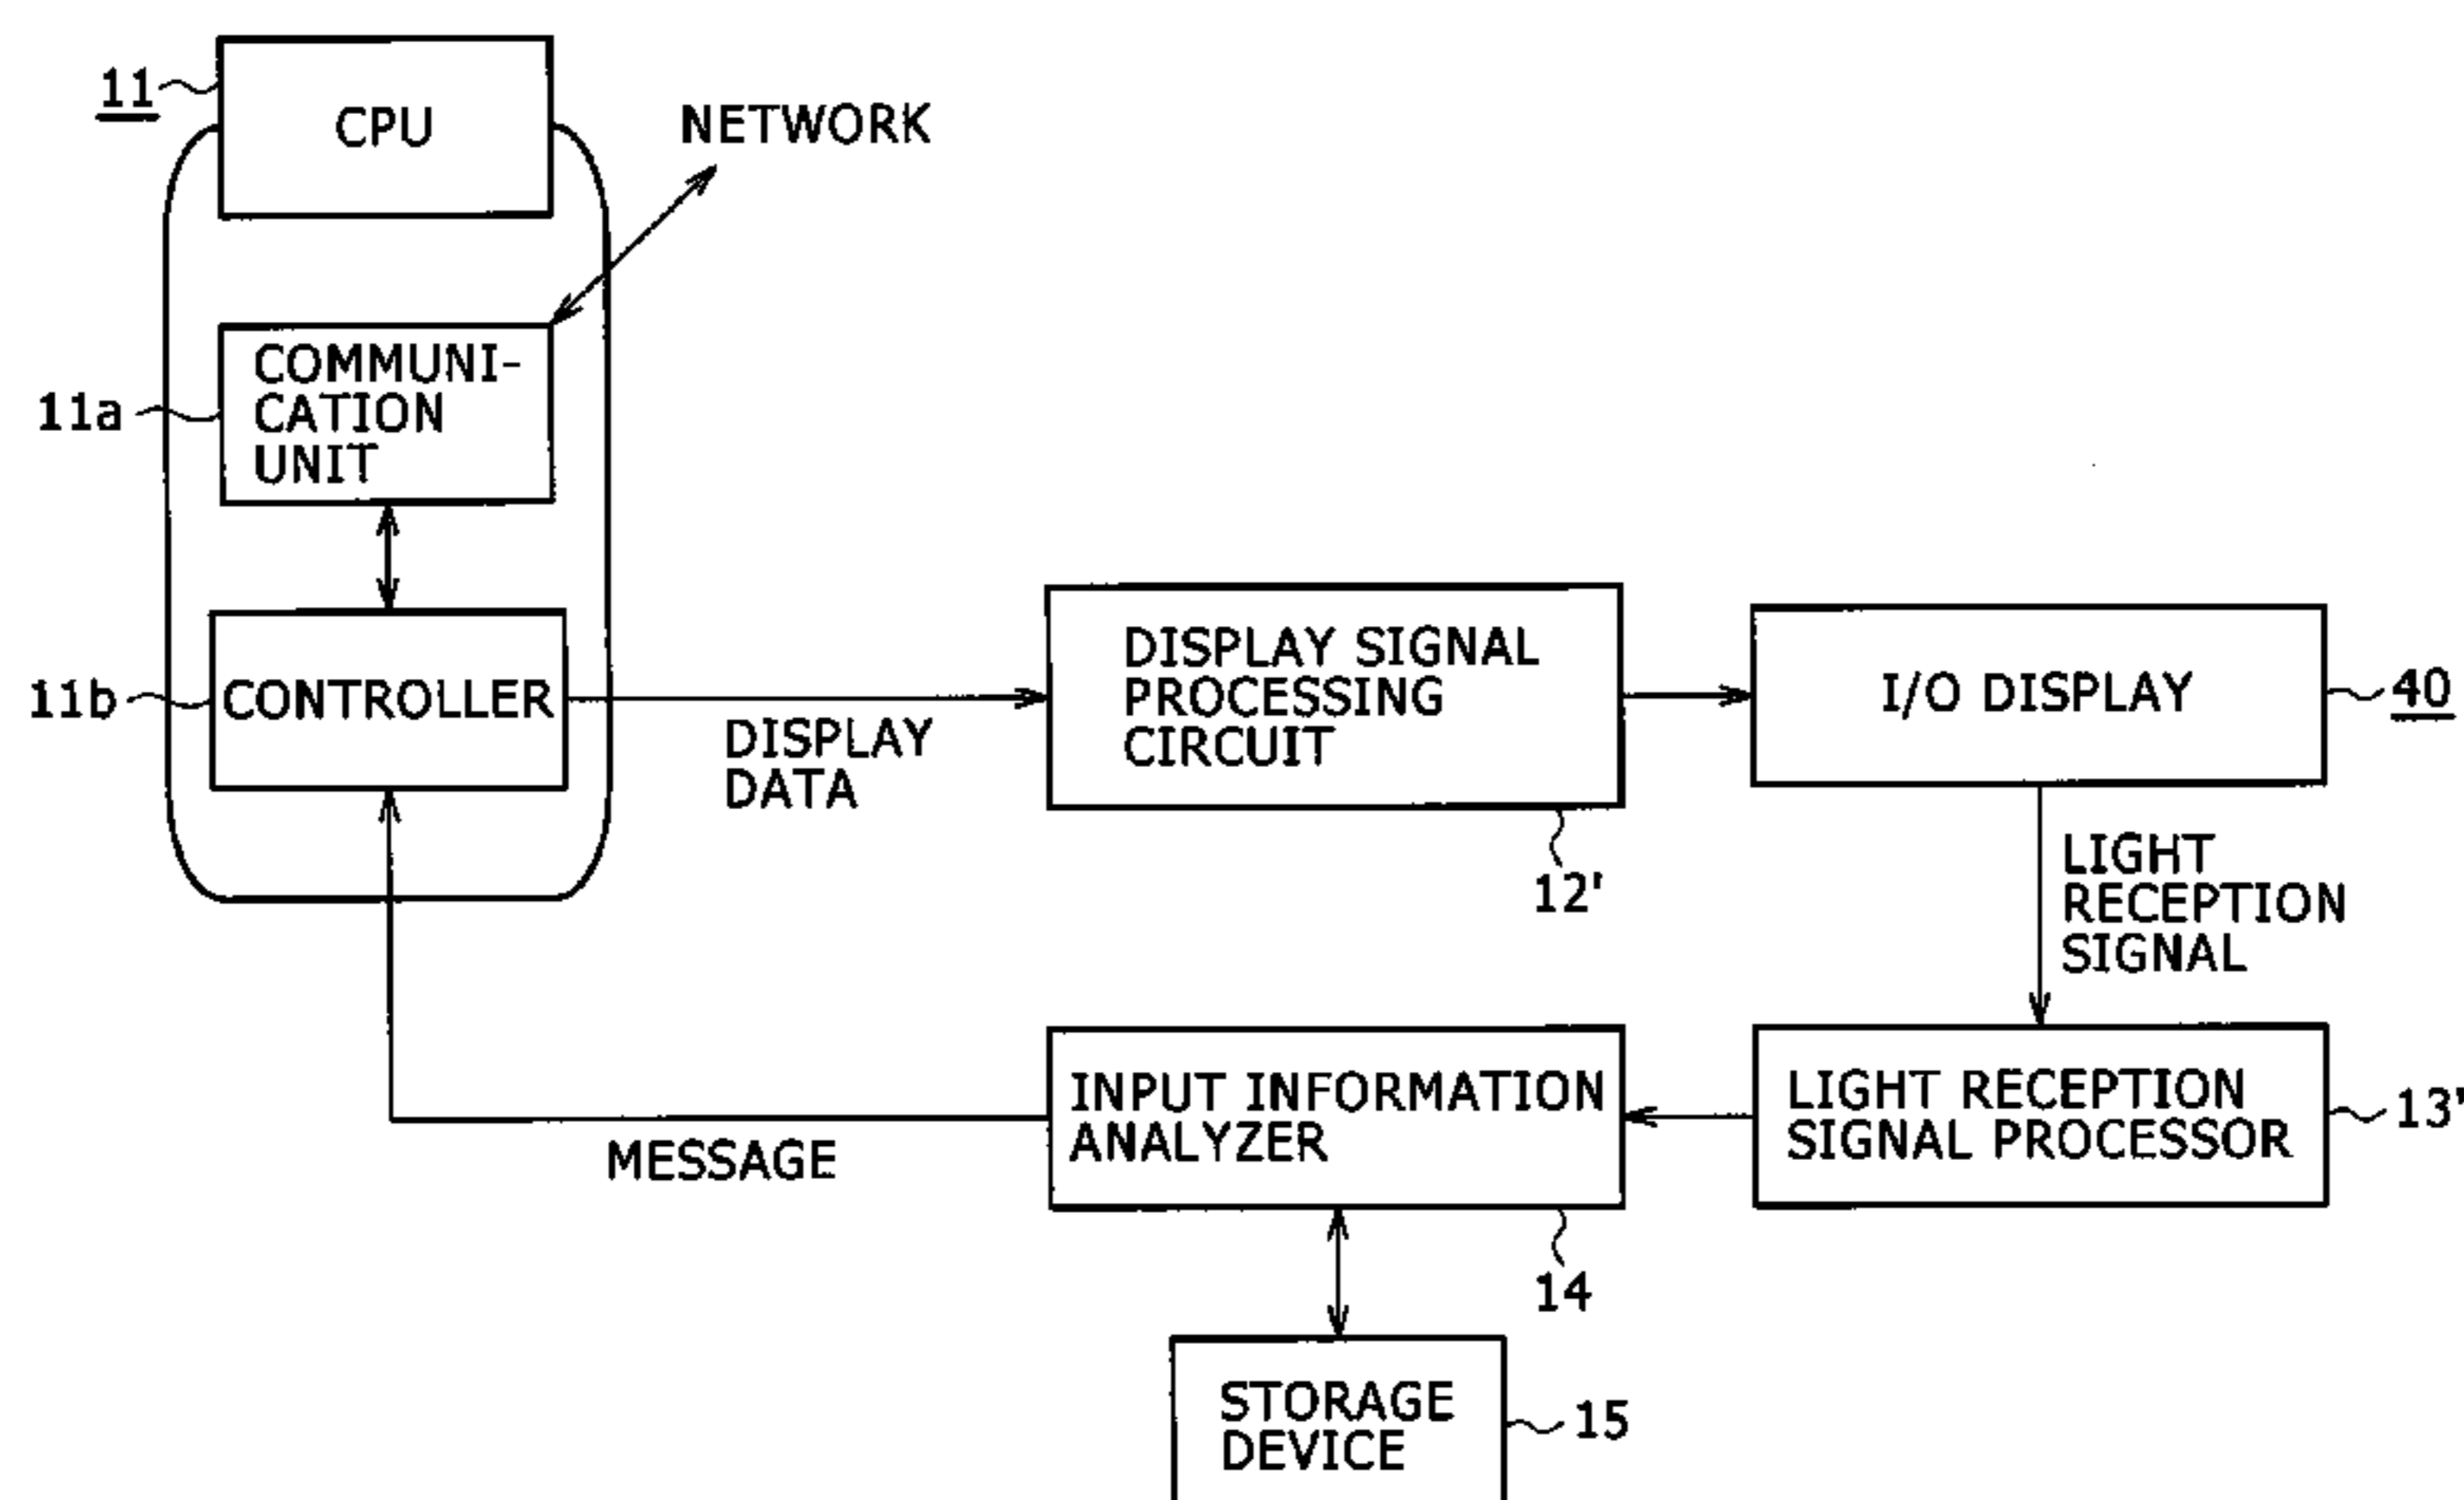 11
CPU
NETWORK
COMMUNI-
CATION
UNIT
11a
CONTROLLER
11b
DISPLAY
DATA
DISPLAY SIGNAL
PROCESSING
CIRCUIT
12'
I/O DISPLAY
40
LIGHT
RECEPTION
SIGNAL
LIGHT RECEPTION
SIGNAL PROCESSOR
13'
INPUT INFORMATION
ANALYZER
14
MESSAGE
STORAGE
DEVICE
15